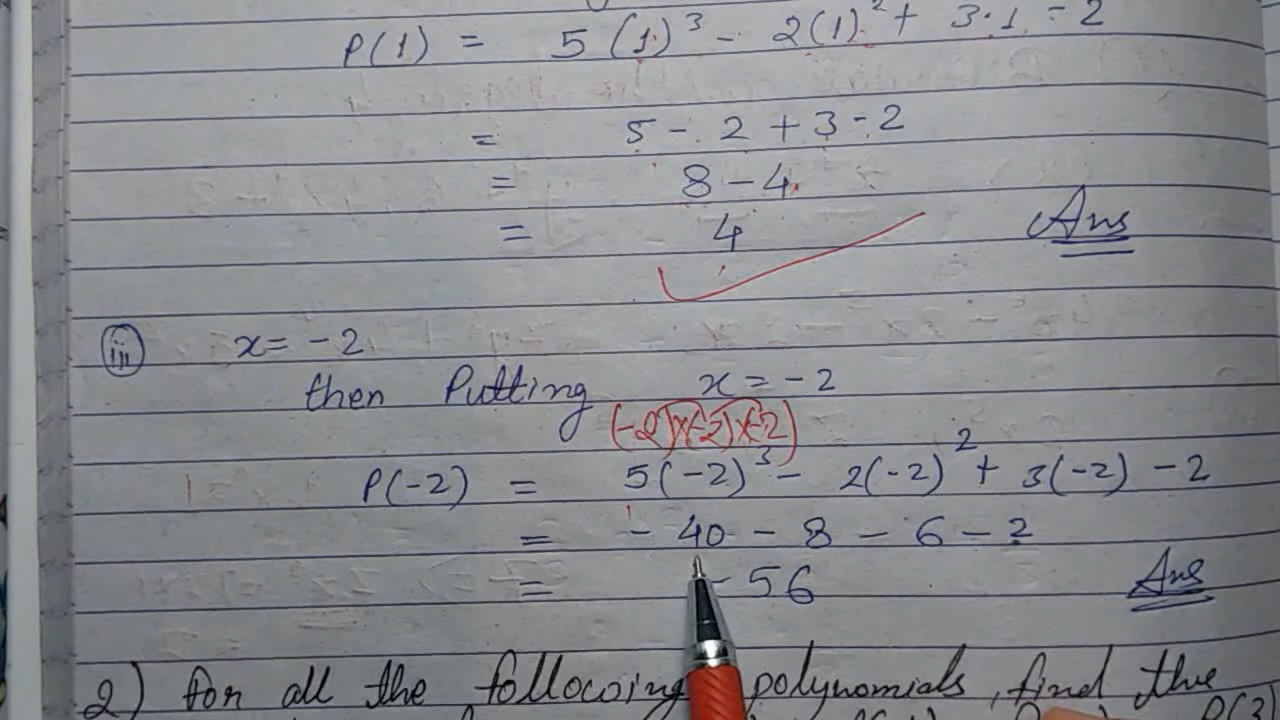 P(1) = 5(1)³ - 2(1)² + 3·1 - 2
= 5 - 2 + 3 - 2
= 8 - 4
= 4 Ans
iii x = -2
then Putting x = -2
(-2)x-2)x-2)
P(-2) = 5(-2)³ - 2(-2)² + 3(-2) - 2
= - 40 - 8 - 6 - 2
= - 56 Ans
2) For all the following polynomials, find the
P(3)